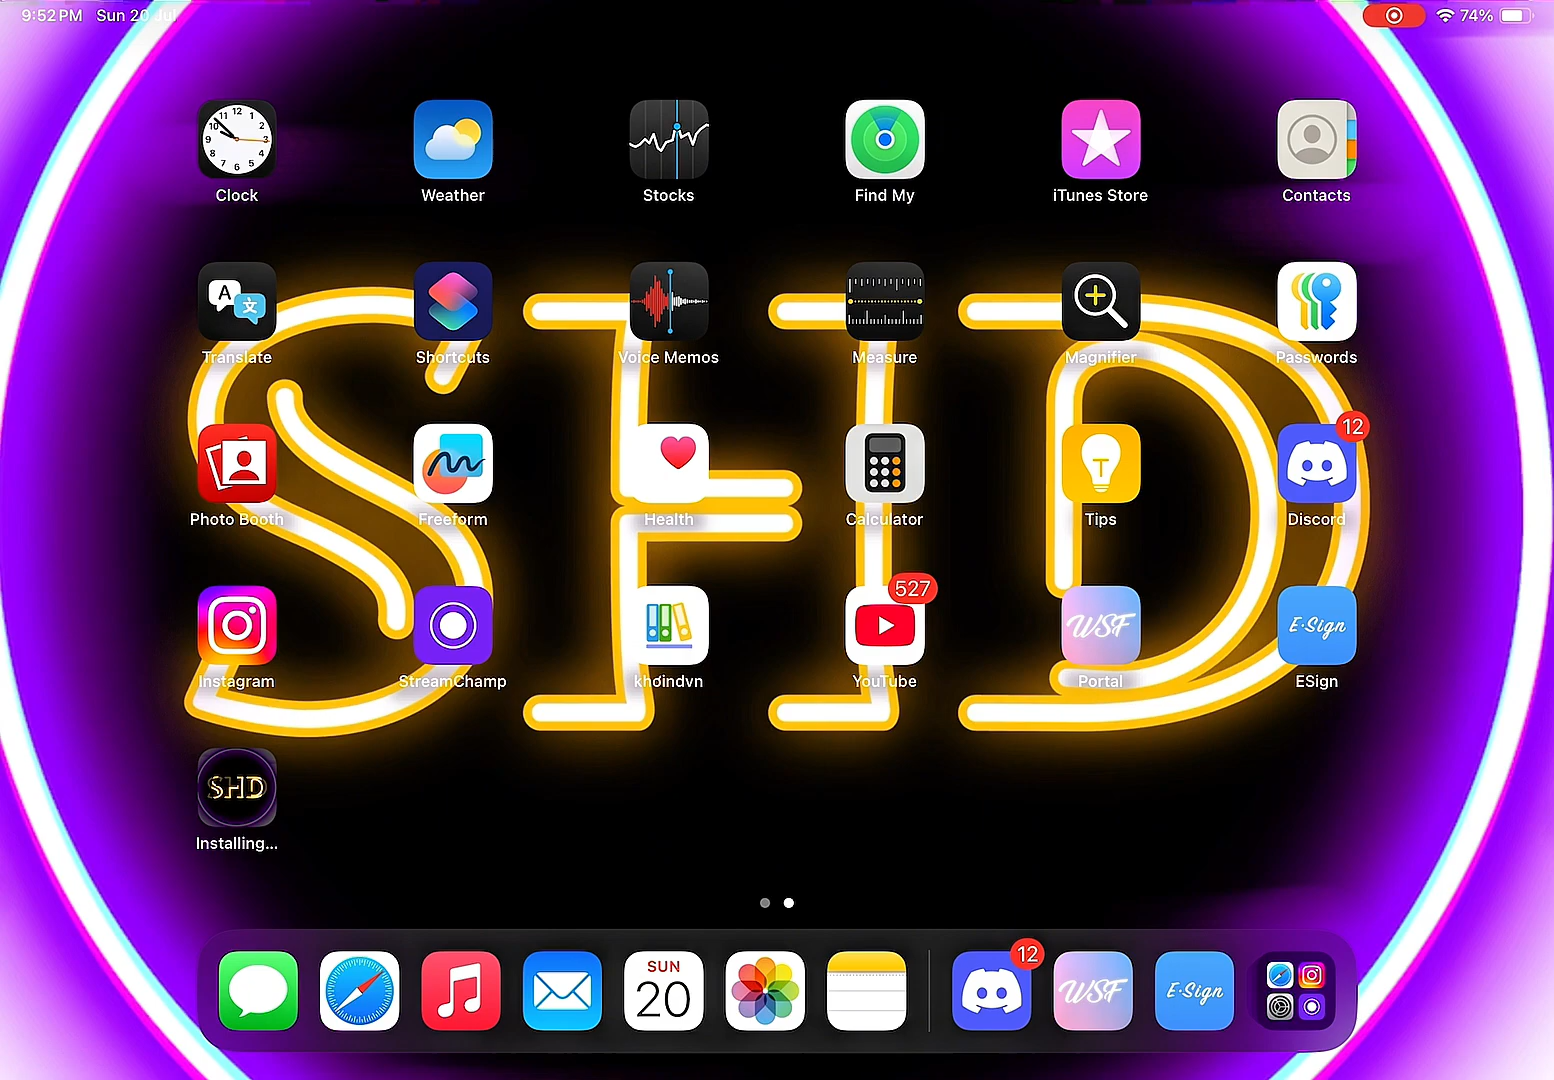 9:52 PM Sun 20 Jul
74%
Clock Weather Stocks Find My iTunes Store Contacts
Translate Shortcuts Voice Memos Measure Magnifier Passwords
12
Photo Booth Freeform Health Calculator Tips Discord
527
WSF E·Sign
Instagram StreamChamp khơindvn YouTube Portal ESign
SHD
SHD
Installing...
SUN
20
12
WSF
E·Sign